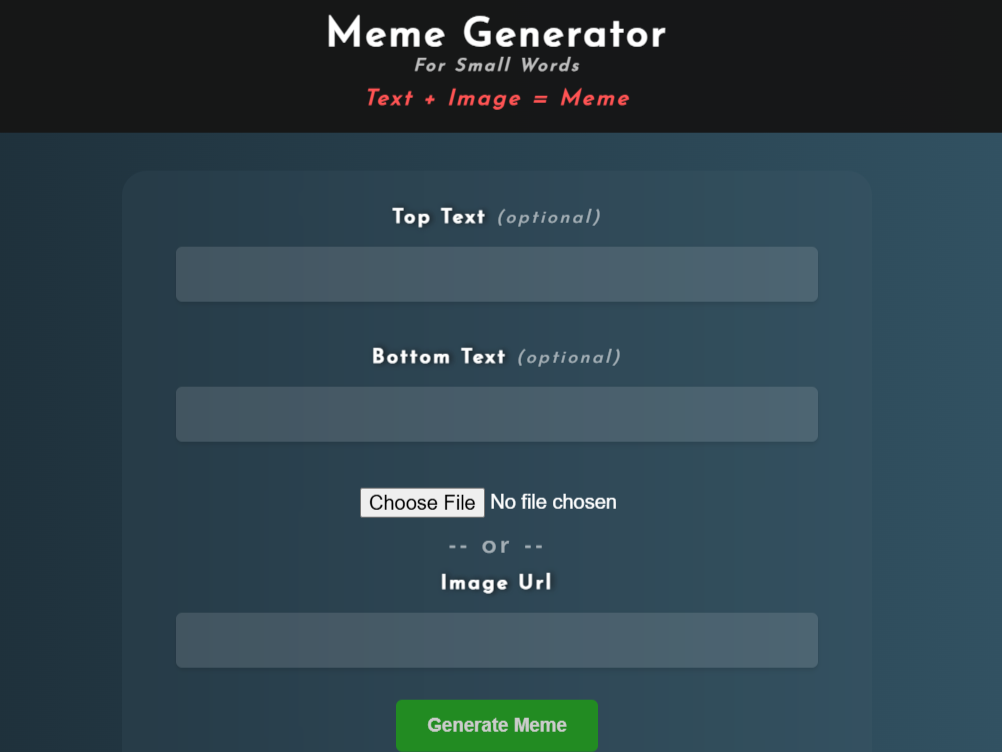 Meme Generator
For Small Words
Text + Image = Meme
Top Text (optional)
Bottom Text (optional)
Choose File No file chosen
-- or --
Image Url
Generate Meme